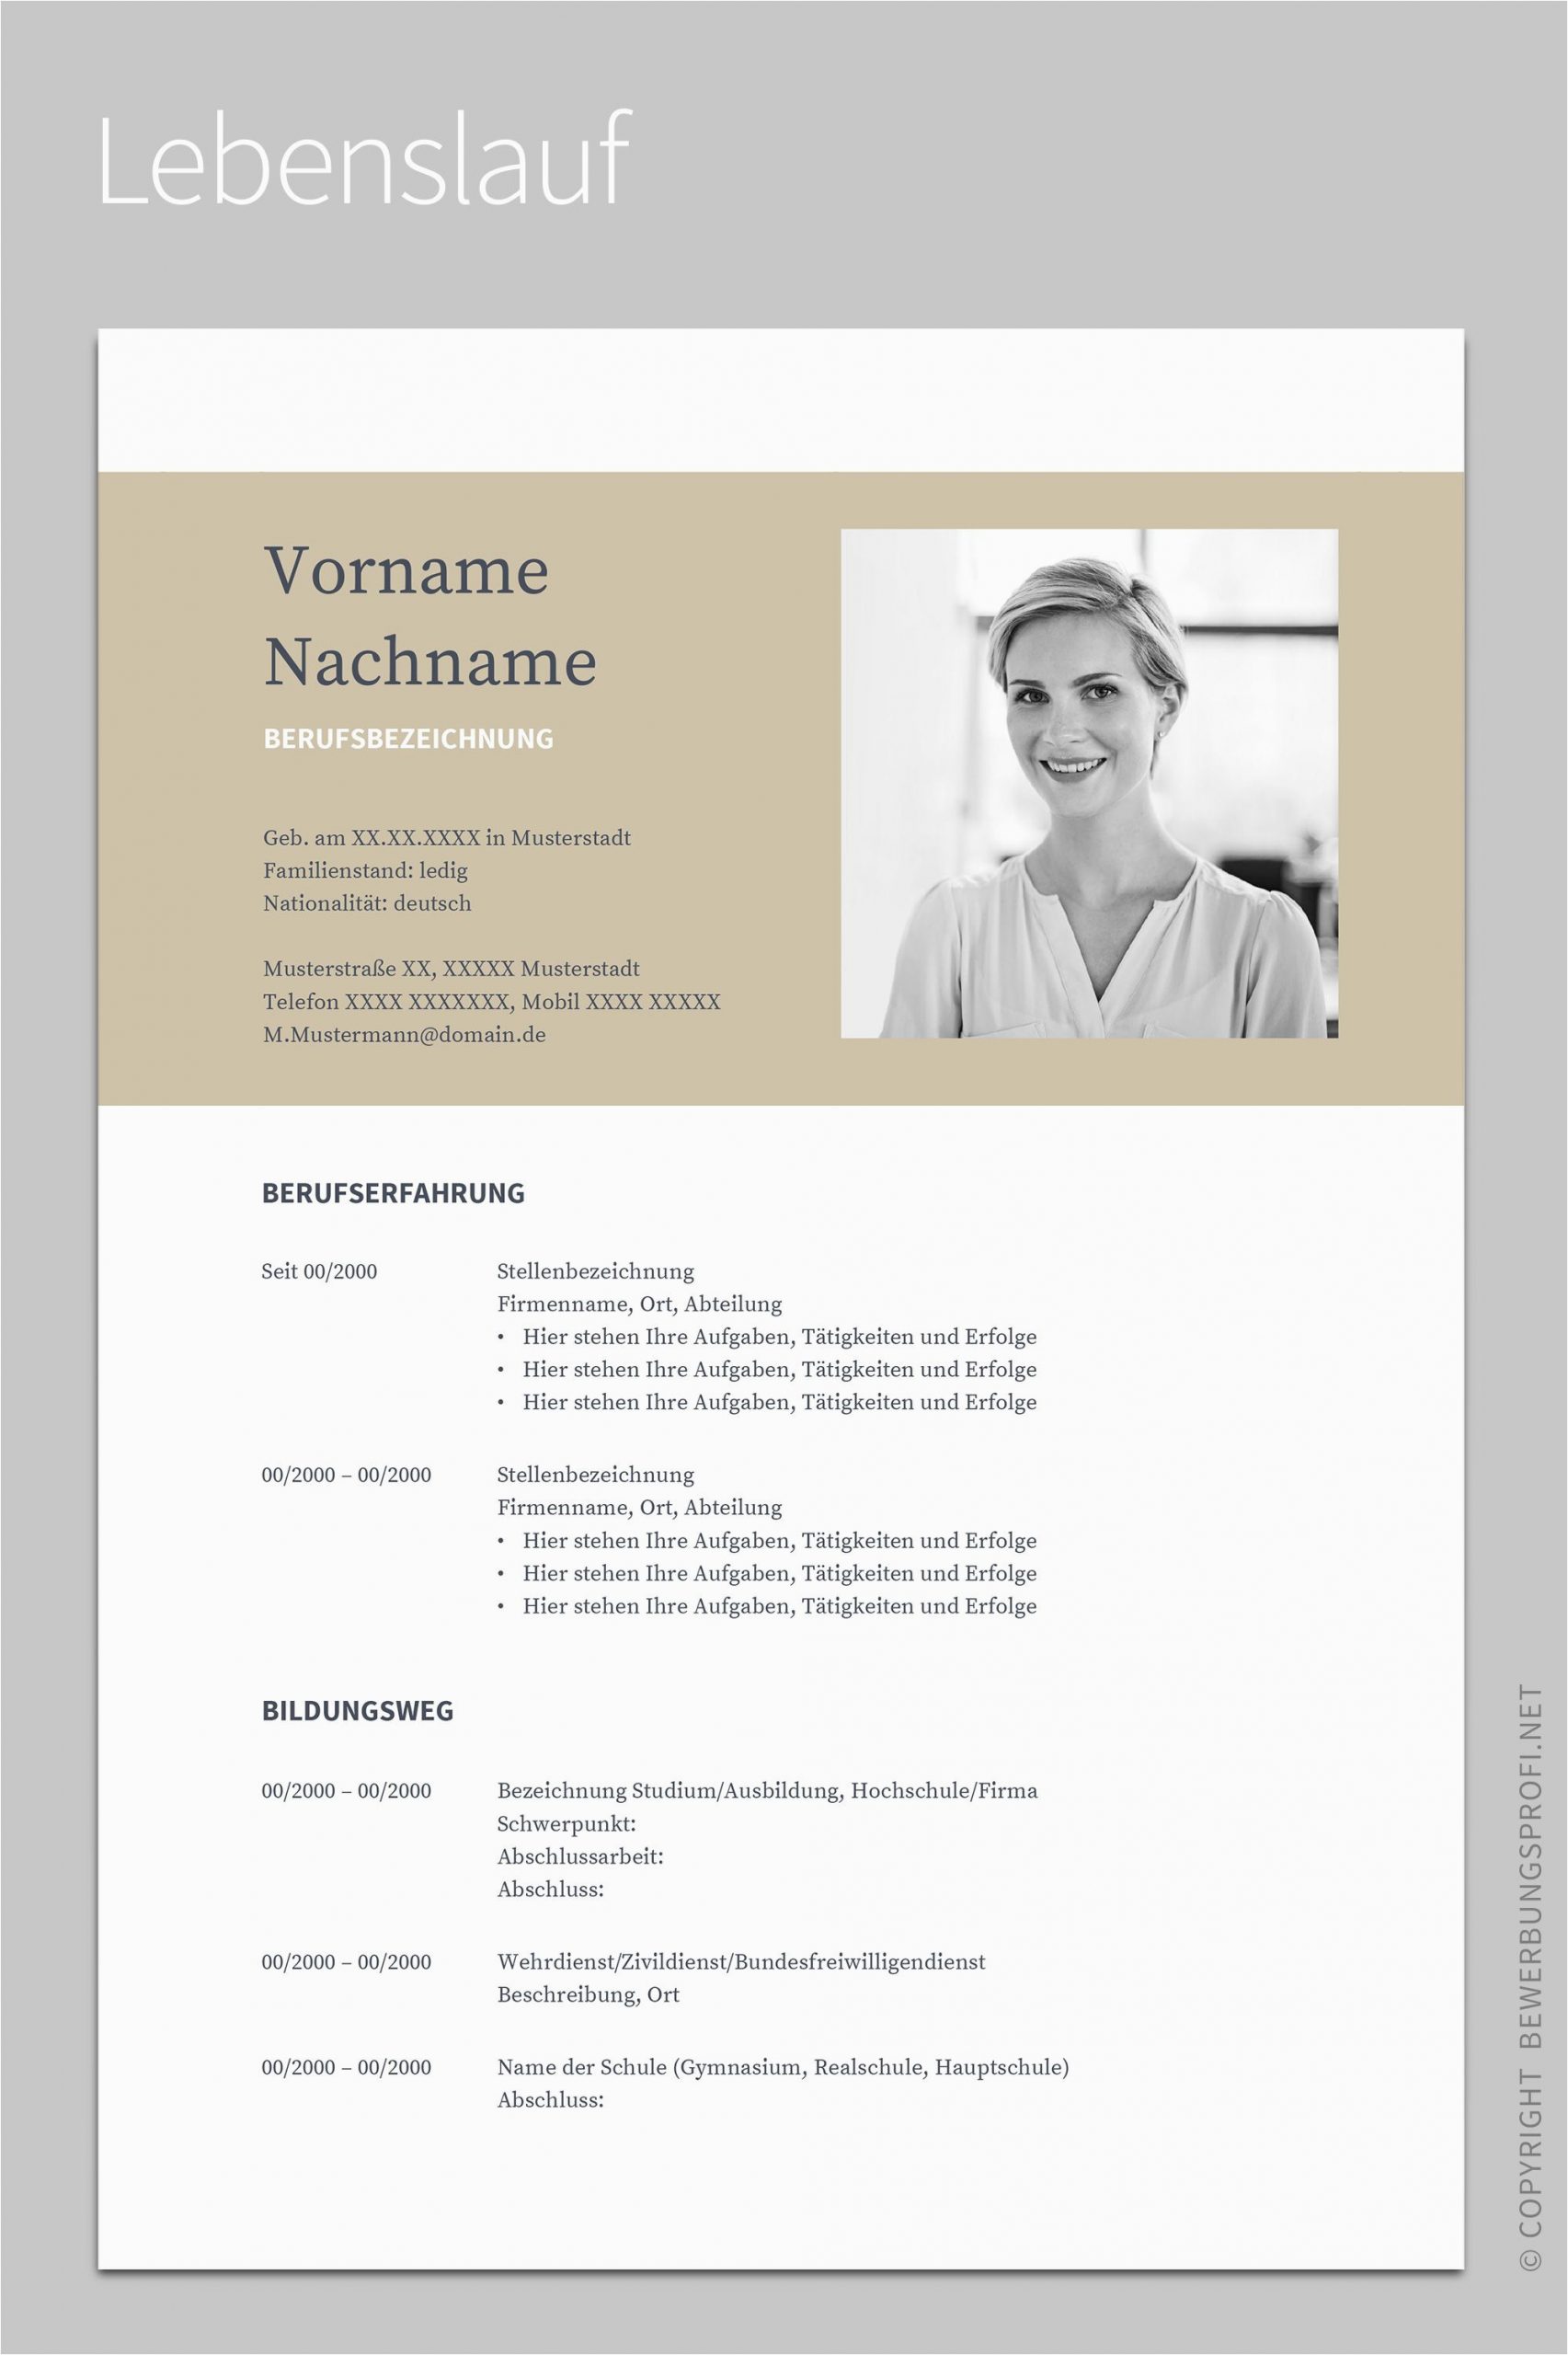 Lebenslauf
Vorname
Nachname
BERUFSBEZEICHNUNG
Geb. am XX.XX.XXXX in Musterstadt
Familienstand: ledig
Nationalität: deutsch
Musterstraße XX, XXXXX Musterstadt
Telefon XXXX XXXXXXX, Mobil XXXX XXXXX
M.Mustermann@domain.de
BERUFSERFAHRUNG
Seit 00/2000 Stellenbezeichnung
Firmenname, Ort, Abteilung
• Hier stehen Ihre Aufgaben, Tätigkeiten und Erfolge
• Hier stehen Ihre Aufgaben, Tätigkeiten und Erfolge
• Hier stehen Ihre Aufgaben, Tätigkeiten und Erfolge
00/2000 – 00/2000 Stellenbezeichnung
Firmenname, Ort, Abteilung
• Hier stehen Ihre Aufgaben, Tätigkeiten und Erfolge
• Hier stehen Ihre Aufgaben, Tätigkeiten und Erfolge
• Hier stehen Ihre Aufgaben, Tätigkeiten und Erfolge
BILDUNGSWEG
00/2000 – 00/2000 Bezeichnung Studium/Ausbildung, Hochschule/Firma
Schwerpunkt:
Abschlussarbeit:
Abschluss:
00/2000 – 00/2000 Wehrdienst/Zivildienst/Bundesfreiwilligendienst
Beschreibung, Ort
00/2000 – 00/2000 Name der Schule (Gymnasium, Realschule, Hauptschule)
Abschluss:
© COPYRIGHT BEWERBUNGSPROFI.NET